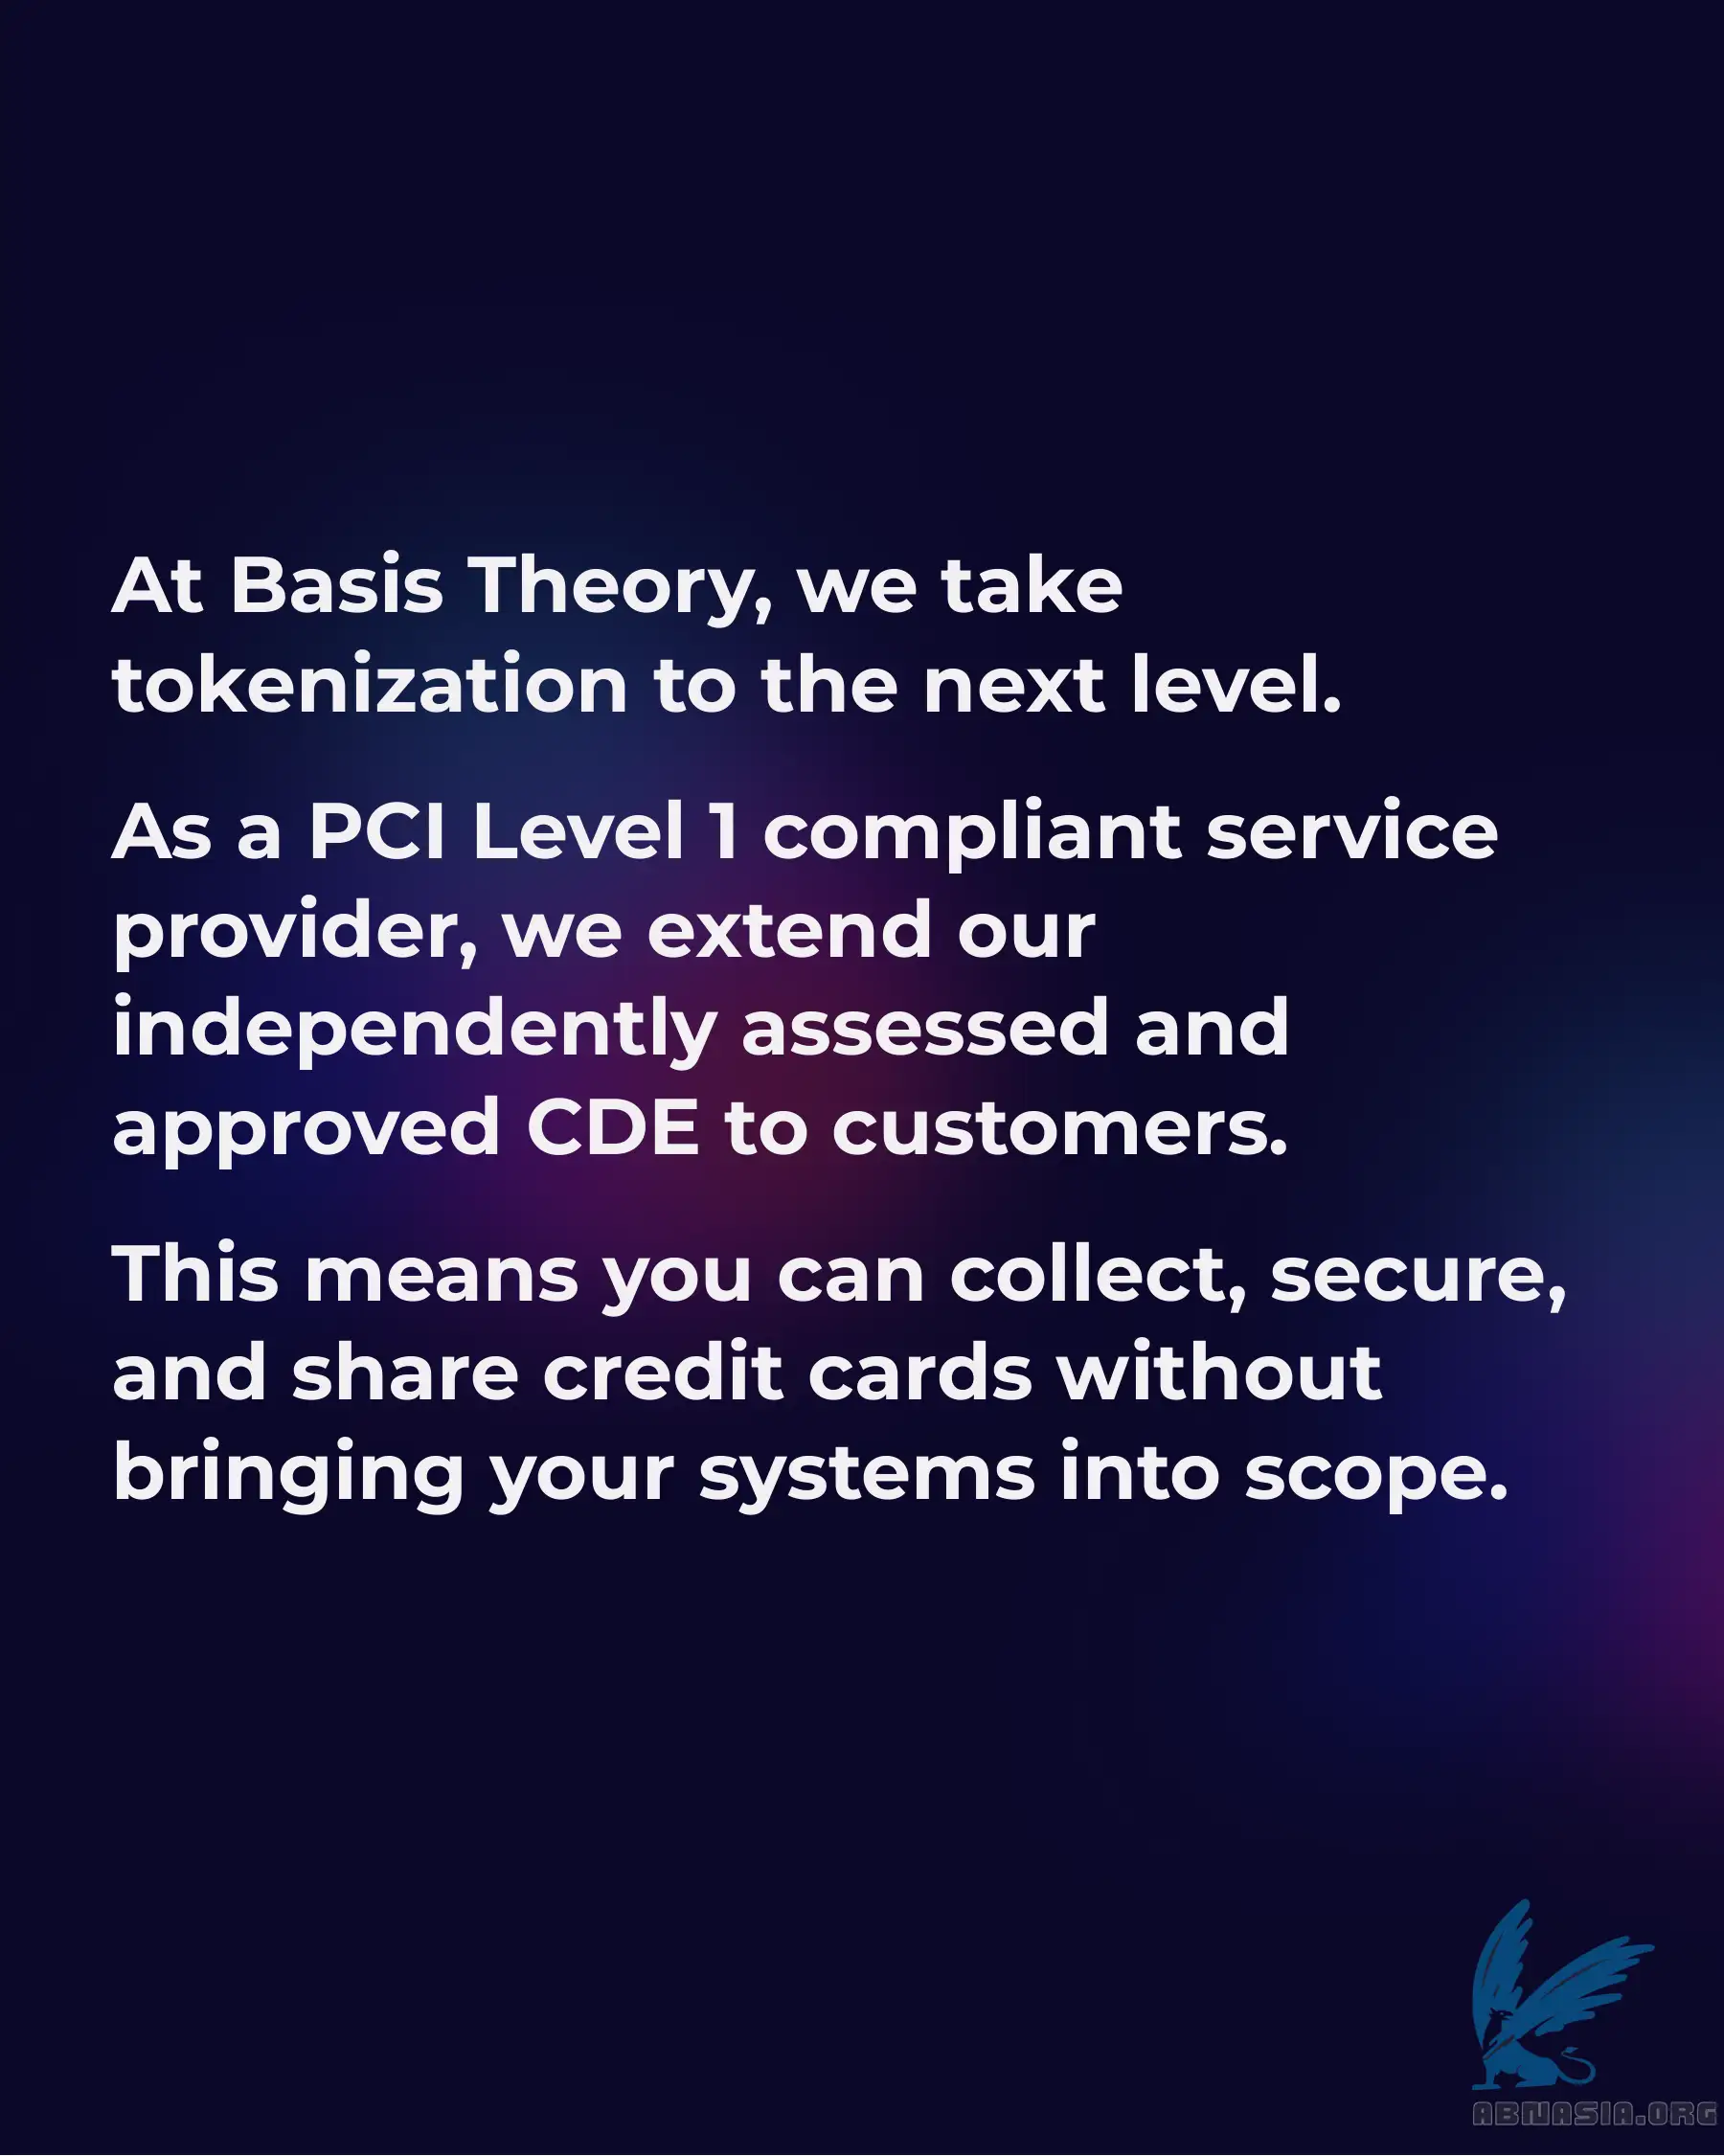 At Basis Theory, we take
tokenization to the next level.
As a PCI Level 1 compliant service
provider, we extend our
independently assessed and
approved CDE to customers.
This means you can collect, secure,
and share credit cards without
bringing your systems into scope.
ABNASIA.ORG